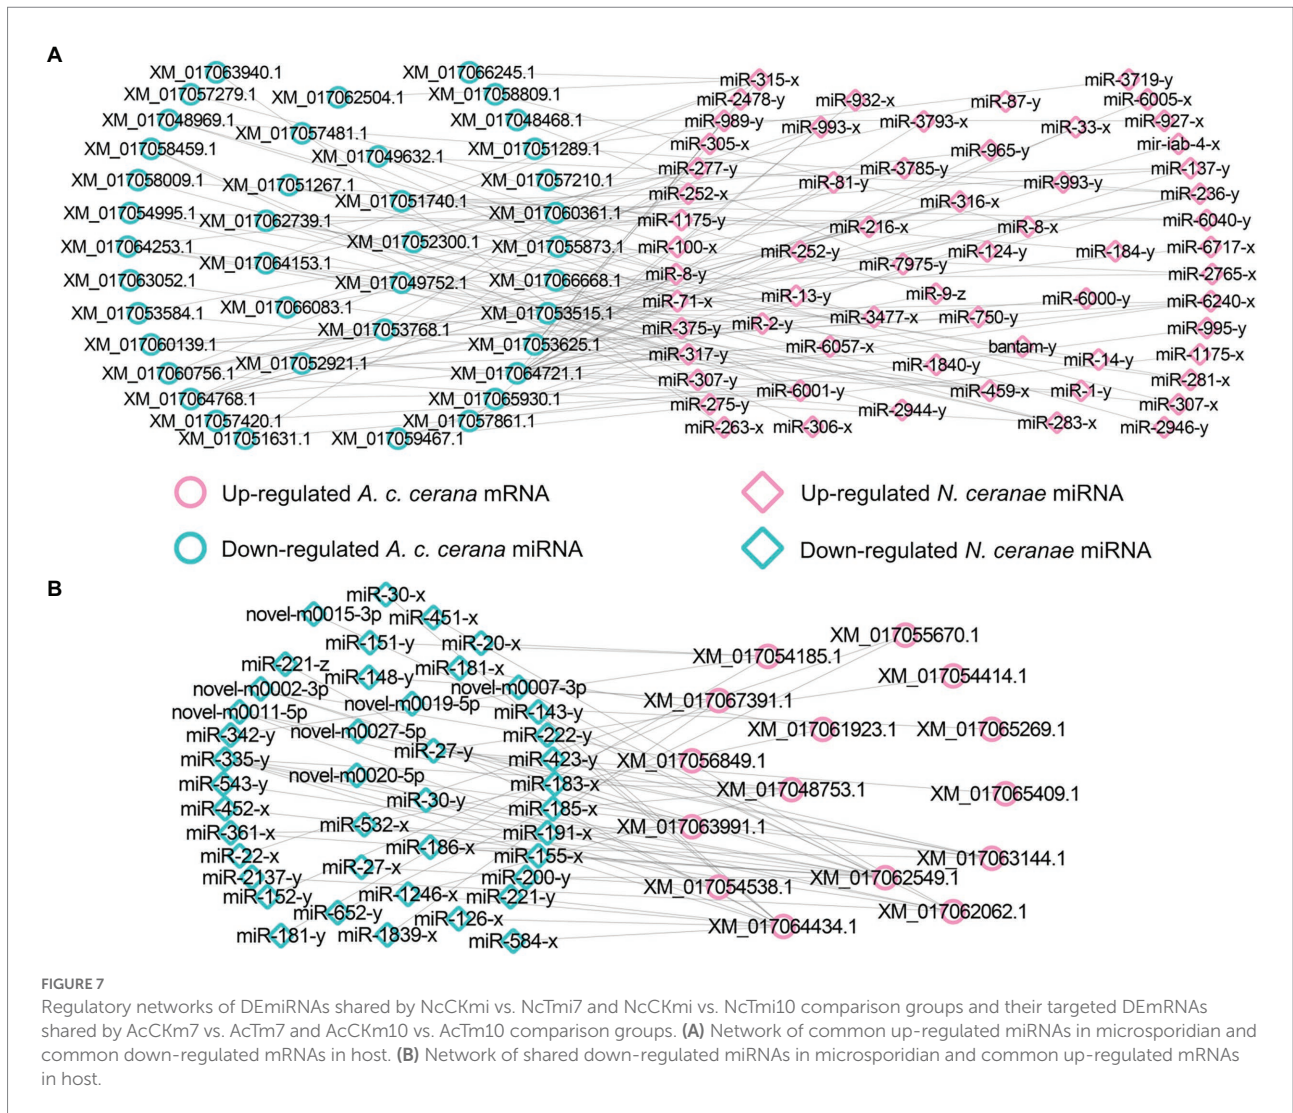 A
XM_017063940.1 XM_017066245.1 miR-315-x miR-3719-y
XM_017057279.1 XM_017062504.1 XM_017058809.1 miR-2478-y miR-932-x miR-87-y miR-6005-x
XM_017048969.1 XM_017057481.1 XM_017048468.1 miR-989-y miR-993-x miR-3793-x miR-33-x miR-927-x
XM_017058459.1 XM_017049632.1 XM_017051289.1 miR-305-x miR-965-y mir-iab-4-x
XM_017058009.1 XM_017051267.1 XM_017057210.1 miR-277-y miR-81-y miR-3785-y miR-993-y miR-137-y
XM_017054995.1 XM_017062739.1 XM_017051740.1 XM_017060361.1 miR-252-x miR-316-x miR-236-y
XM_017064253.1 XM_017052300.1 XM_017055873.1 miR-1175-y miR-216-x miR-8-x miR-6040-y
XM_017064153.1 miR-100-x miR-252-y miR-7975-y miR-124-y miR-184-y miR-6717-x
XM_017063052.1 XM_017049752.1 XM_017066668.1 miR-8-y miR-2765-x
XM_017053584.1 XM_017066083.1 XM_017053515.1 miR-71-x miR-13-y miR-9-z miR-6000-y miR-6240-x
XM_017060139.1 XM_017053768.1 XM_017053625.1 miR-375-y miR-2-y miR-3477-x miR-750-y miR-995-y
XM_017060756.1 XM_017052921.1 XM_017064721.1 miR-317-y miR-6057-x miR-1840-y bantam-y miR-14-y miR-1175-x
XM_017064768.1 XM_017065930.1 miR-307-y miR-6001-y miR-459-x miR-1-y miR-281-x
XM_017057420.1 XM_017057861.1 miR-275-y miR-2944-y miR-307-x
XM_017051631.1 XM_017059467.1 miR-263-x miR-306-x miR-283-x miR-2946-y
Up-regulated A. c. cerana mRNA Up-regulated N. ceranae miRNA
Down-regulated A. c. cerana miRNA Down-regulated N. ceranae miRNA
B
miR-30-x
novel-m0015-3p miR-451-x XM_017055670.1
miR-151-y miR-20-x XM_017054185.1
miR-221-z miR-148-y miR-181-x XM_017054414.1
novel-m0002-3p novel-m0019-5p novel-m0007-3p XM_017067391.1
novel-m0011-5p miR-143-y
miR-342-y novel-m0027-5p miR-222-y XM_017061923.1 XM_017065269.1
miR-335-y miR-27-y miR-423-y XM_017056849.1
miR-543-y novel-m0020-5p miR-183-x XM_017048753.1 XM_017065409.1
miR-452-x miR-30-y miR-185-x
miR-361-x miR-532-x miR-191-x XM_017063991.1
miR-22-x miR-186-x miR-155-x XM_017063144.1
miR-2137-y miR-27-x miR-200-y XM_017062549.1
miR-152-y miR-1246-x miR-221-y XM_017054538.1
miR-652-y miR-126-x XM_017062062.1
miR-181-y miR-1839-x miR-584-x XM_017064434.1
FIGURE 7
Regulatory networks of DEmiRNAs shared by NcCKmi vs. NcTmi7 and NcCKmi vs. NcTmi10 comparison groups and their targeted DEmRNAs
shared by AcCKm7 vs. AcTm7 and AcCKm10 vs. AcTm10 comparison groups. (A) Network of common up-regulated miRNAs in microsporidian and
common down-regulated mRNAs in host. (B) Network of shared down-regulated miRNAs in microsporidian and common up-regulated mRNAs
in host.